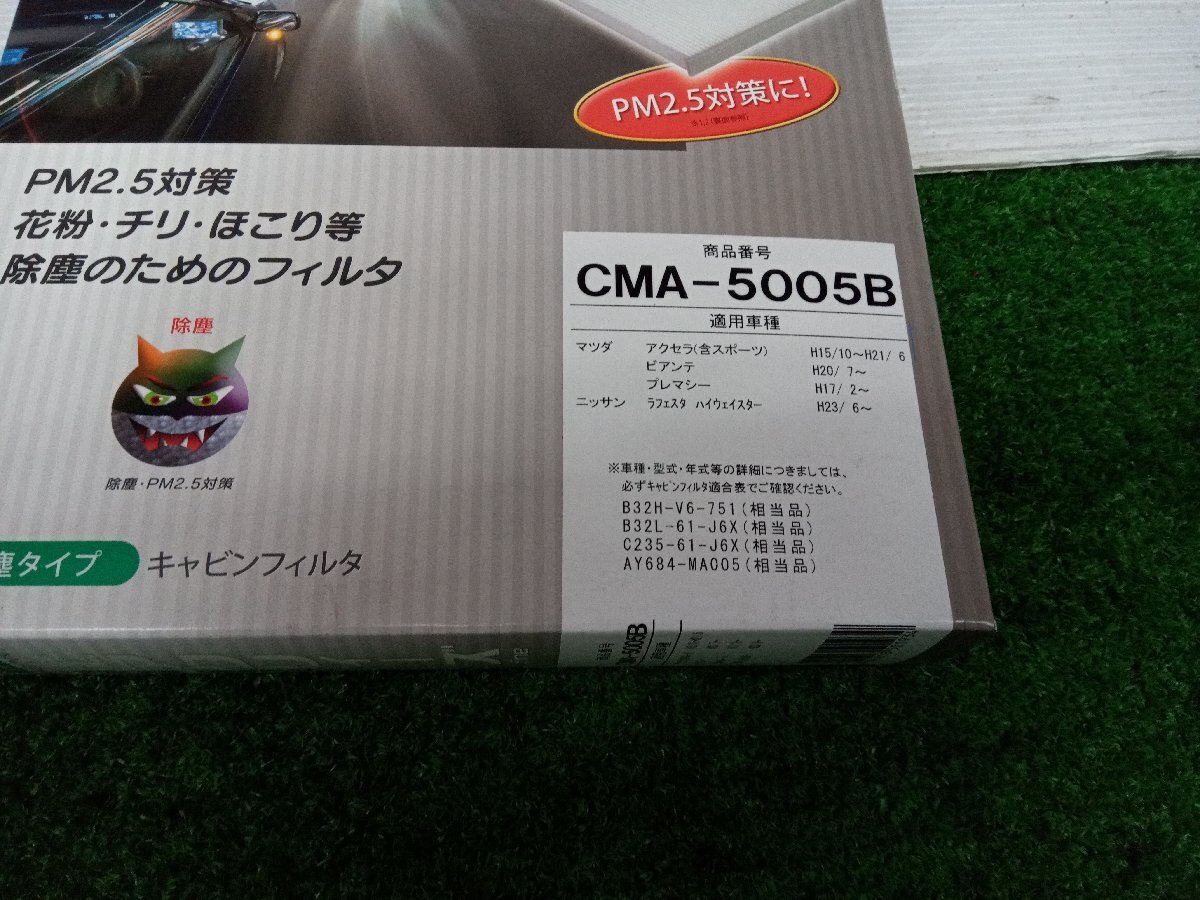 PM2.5対策に!
PM2.5対策
花粉・チリ・ほこり等
除塵のためのフィルタ
除塵
除塵・PM2.5対策
塵タイプ
キャビンフィルタ
商品番号
CMA-5005B
適用車種
マツダ アクセラ(含スポーツ) H15/10～H21/ 6
ビアンテ H20/ 7～
プレマシー H17/ 2～
ニッサン ラフェスタ ハイウェイスター H23/ 6～
※車種・型式・年式等の詳細につきましては、
必ずキャビンフィルタ適合表でご確認ください。
B32H-V6-751(相当品)
B32L-61-J6X(相当品)
C235-61-J6X(相当品)
AY684-MA005(相当品)
商品番号